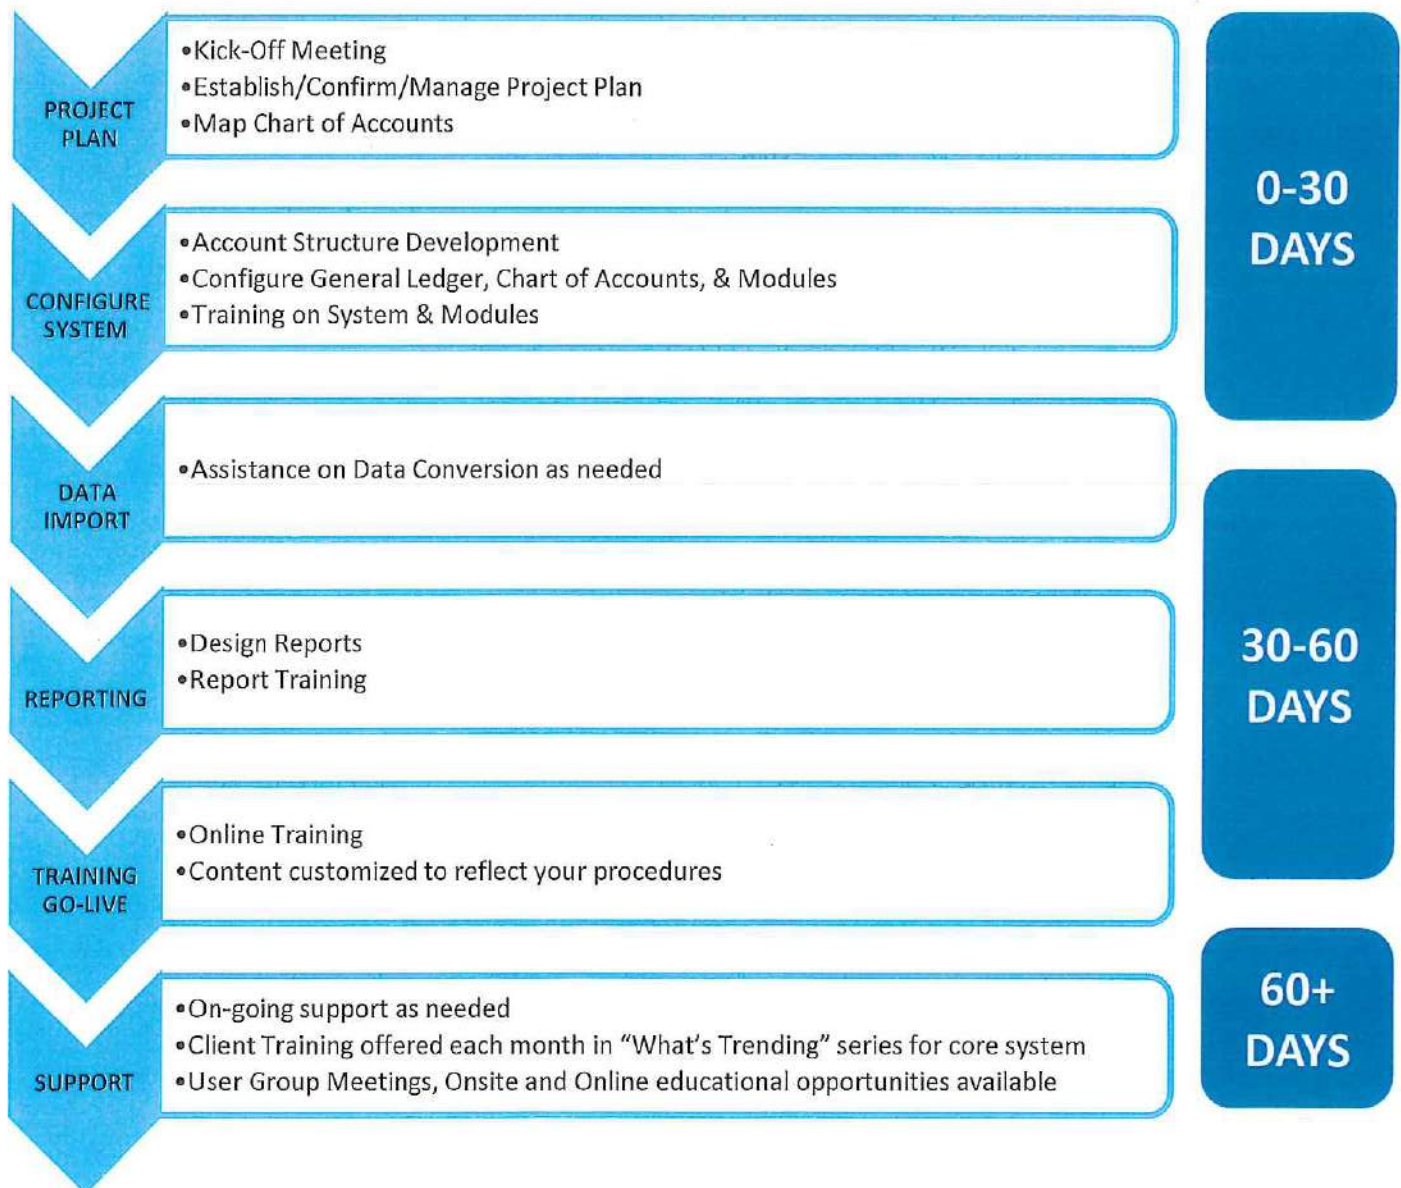 PROJECT
PLAN
•Kick-Off Meeting
•Establish/Confirm/Manage Project Plan
•Map Chart of Accounts
CONFIGURE
SYSTEM
•Account Structure Development
•Configure General Ledger, Chart of Accounts, & Modules
•Training on System & Modules
0-30
DAYS
DATA
IMPORT
•Assistance on Data Conversion as needed
REPORTING
•Design Reports
•Report Training
TRAINING
GO-LIVE
•Online Training
•Content customized to reflect your procedures
30-60
DAYS
SUPPORT
•On-going support as needed
•Client Training offered each month in “What’s Trending” series for core system
•User Group Meetings, Onsite and Online educational opportunities available
60+
DAYS